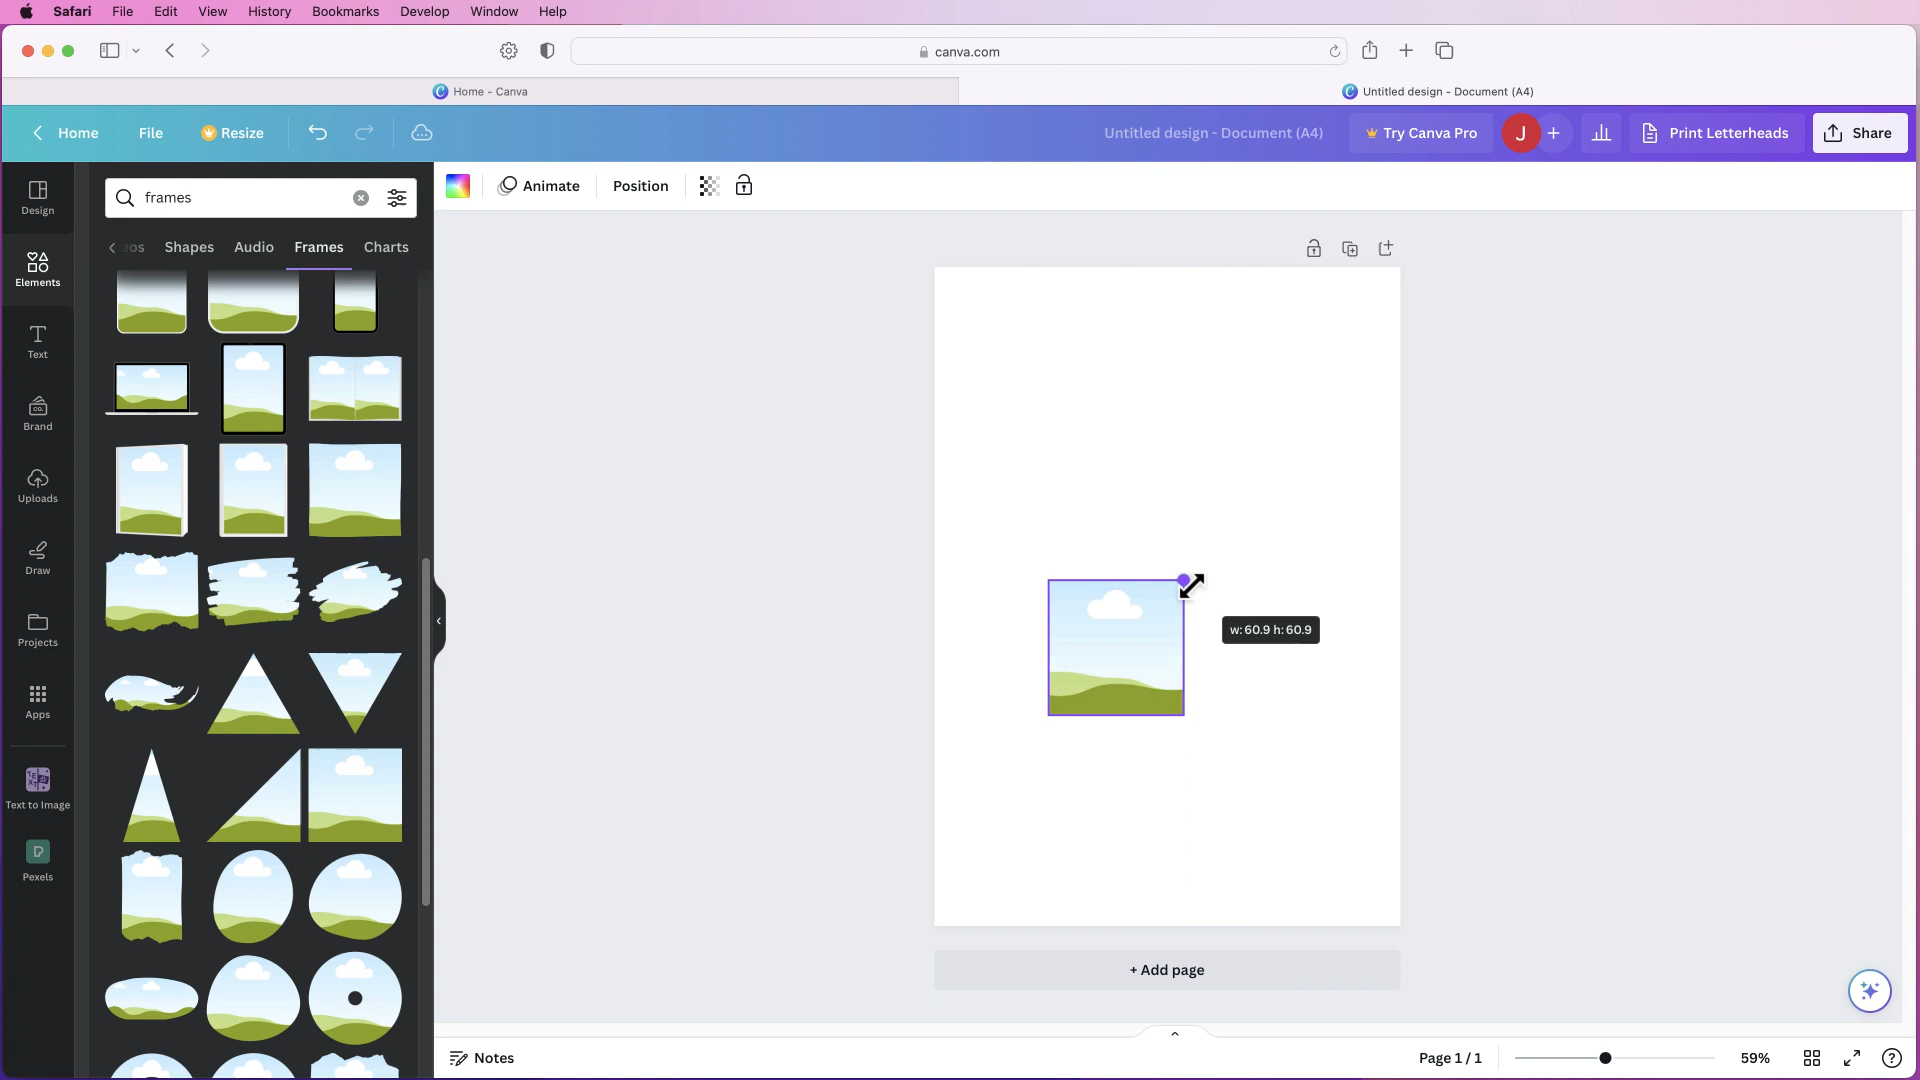 Safari File Edit View History Bookmarks Develop Window Help
canva.com
Home - Canva
Untitled design - Document (A4)
Home File Resize
Untitled design - Document (A4) Try Canva Pro J Print Letterheads Share
Design
Elements
Text
Brand
CO.
Uploads
Draw
Projects
Apps
Text to Image
Pexels
frames
Shapes Audio Frames Charts
Animate Position
w: 60.9 h: 60.9
+ Add page
Notes
Page 1 / 1
59%